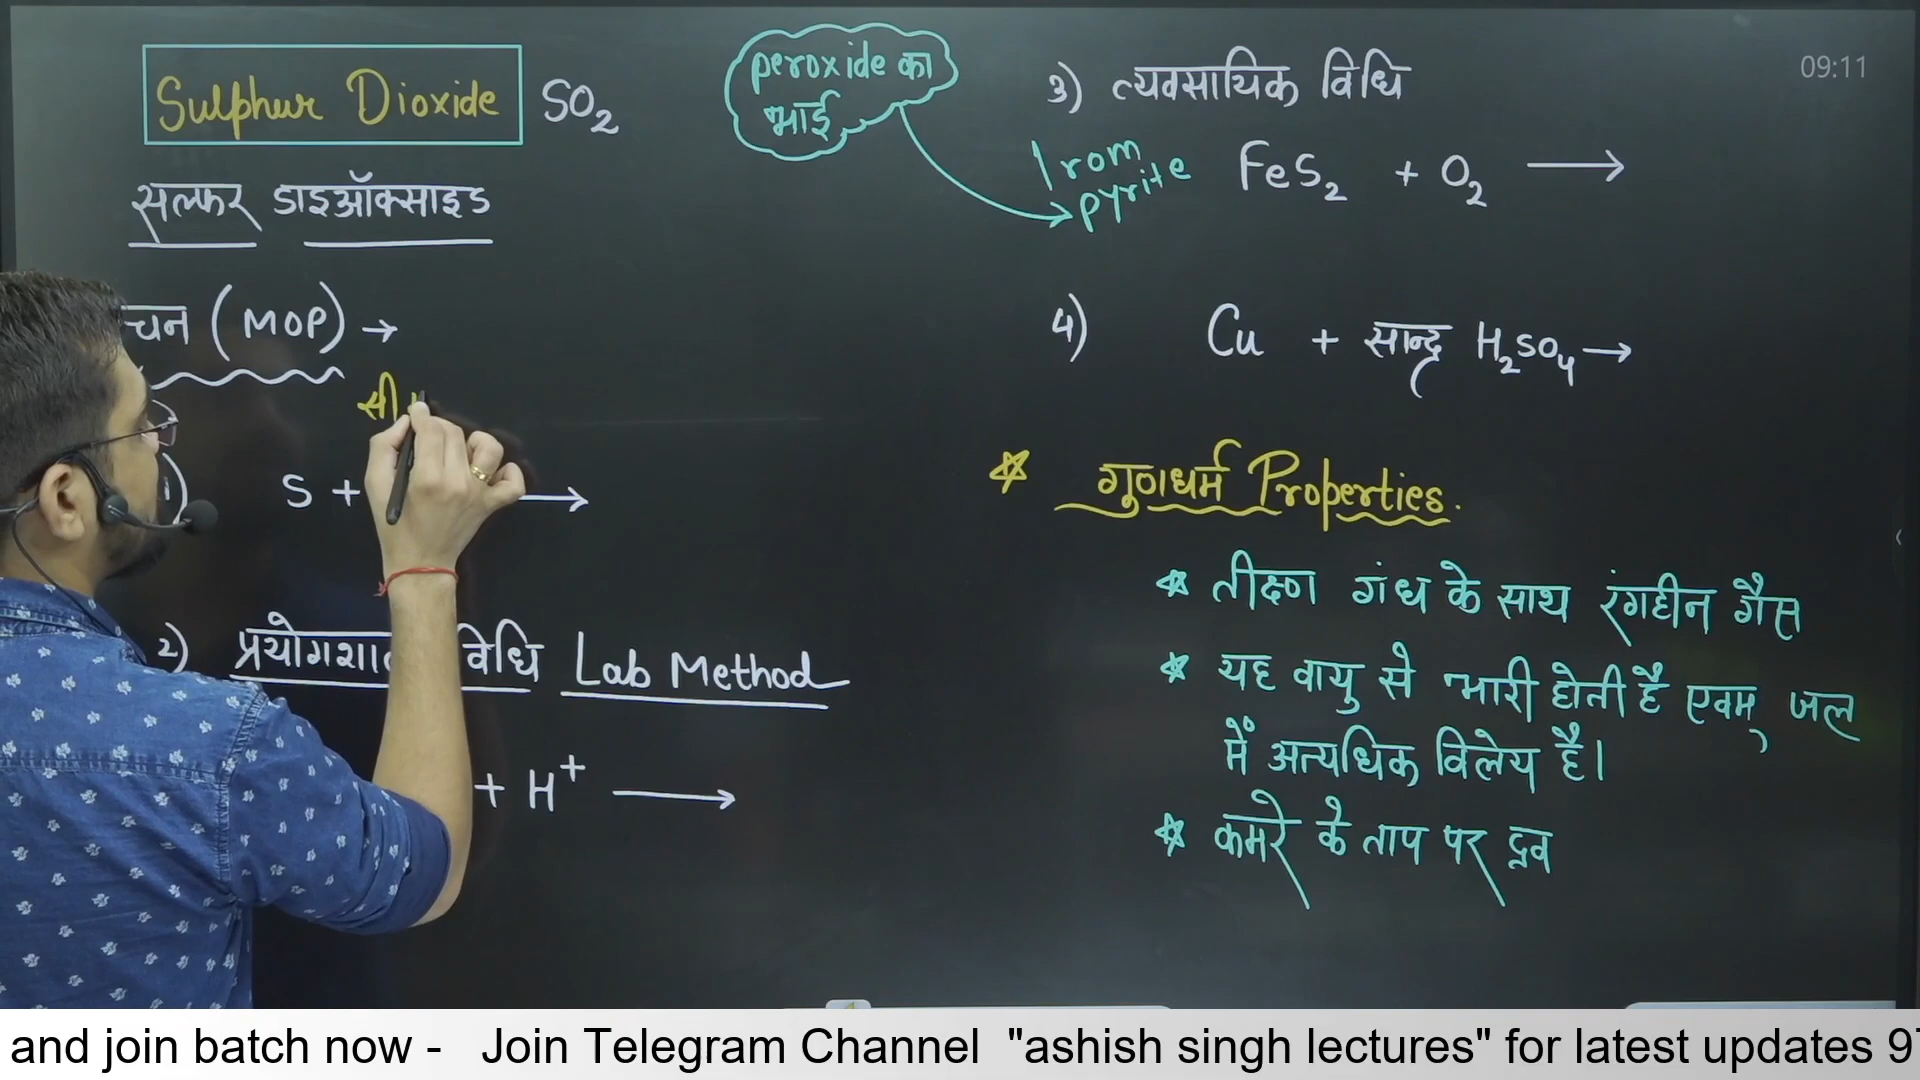 Sulphur Dioxide SO2
सल्फर डाइऑक्साइड
चन (MOP) →
सी
1) S + →
2) विधि Lab Method
+ H+ →
peroxide का
भाई
3) व्यवसायिक विधि
Iron
pyrite FeS2 + O2 →
4) Cu + सान्द्र H2SO4 →
☆ गुणधर्म Properties.
☆ तीक्ष्ण गंध के साथ रंगहीन गैस
☆ यह वायु से भारी होती है एवम् जल
में अत्यधिक विलेय है।
☆ कमरे के ताप पर द्रव
09:11
and join batch now - Join Telegram Channel "ashish singh lectures" for latest updates 9